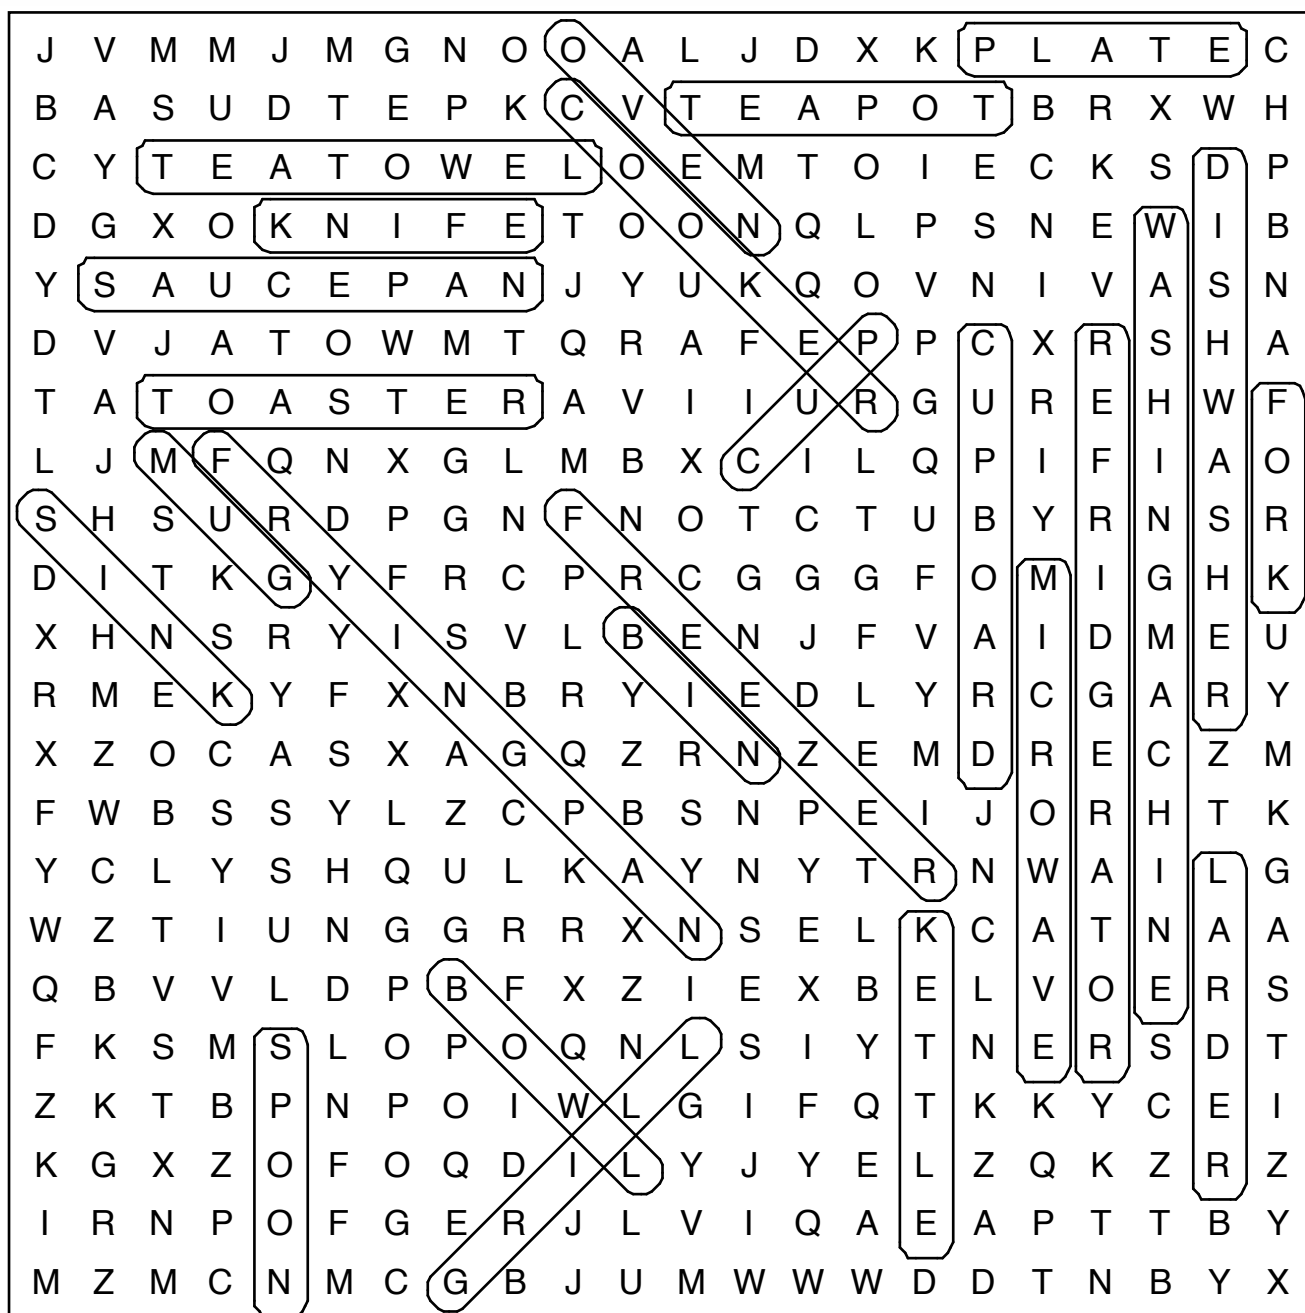 J V M M J M G N O O A L J D X K P L A T E C
B A S U D T E P K C V T E A P O T B R X W H
C Y T E A T O W E L O E M T O I E C K S D P
D G X O K N I F E T O O N Q L P S N E W I B
Y S A U C E P A N J Y U K Q O V N I V A S N
D V J A T O W M T Q R A F E P P C X R S H A
T A T O A S T E R A V I I U R G U R E H W F
L J M F Q N X G L M B X C I L Q P I F I A O
S H S U R D P G N F N O T C T U B Y R N S R
D I T K G Y F R C P R C G G G F O M I G H K
X H N S R Y I S V L B E N J F V A I D M E U
R M E K Y F X N B R Y I E D L Y R C G A R Y
X Z O C A S X A G Q Z R N Z E M D R E C Z M
F W B S S Y L Z C P B S N P E I J O R H T K
Y C L Y S H Q U L K A Y N Y T R N W A I L G
W Z T I U N G G R R X N S E L K C A T N A A
Q B V V L D P B F X Z I E X B E L V O E R S
F K S M S L O P O Q N L S I Y T N E R S D T
Z K T B P N P O I W L G I F Q T K K Y C E I
K G X Z O F O Q D I L Y J Y E L Z Q K Z R Z
I R N P O F G E R J L V I Q A E A P T T B Y
M Z M C N M C G B J U M W W W D D T N B Y X